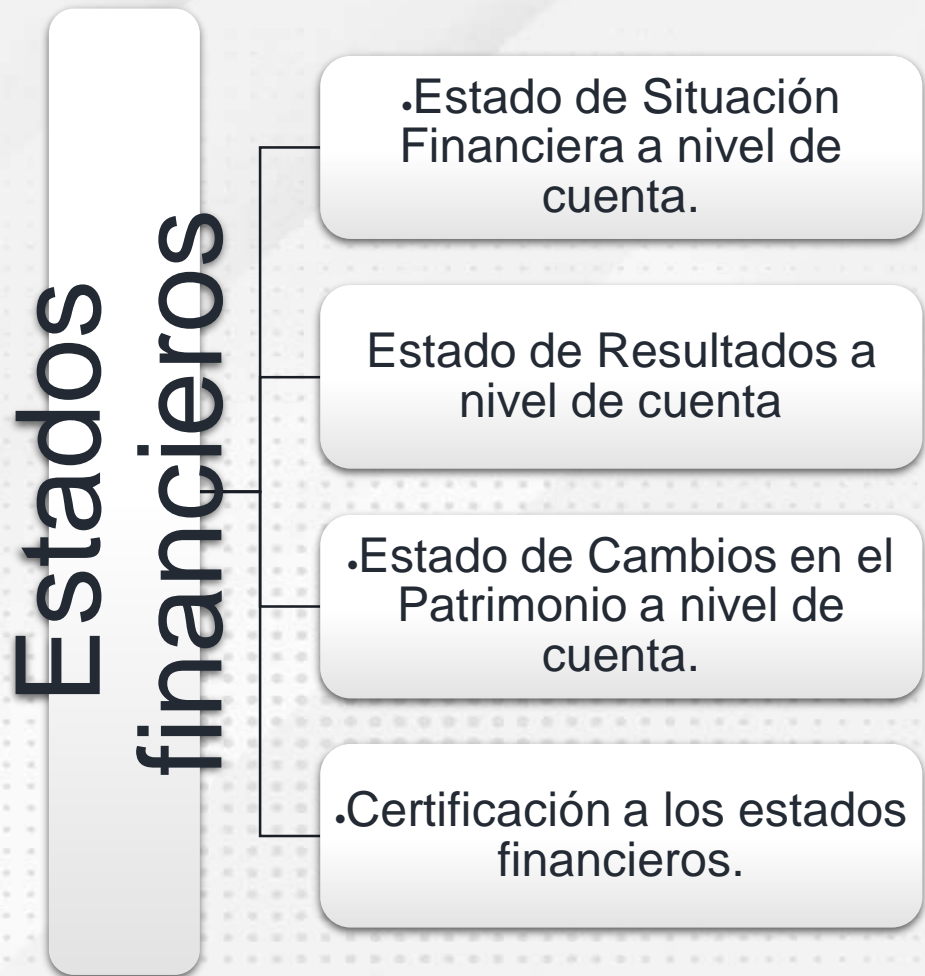 Estados
financieros
•Estado de Situación
Financiera a nivel de
cuenta.
Estado de Resultados a
nivel de cuenta
•Estado de Cambios en el
Patrimonio a nivel de
cuenta.
•Certificación a los estados
financieros.